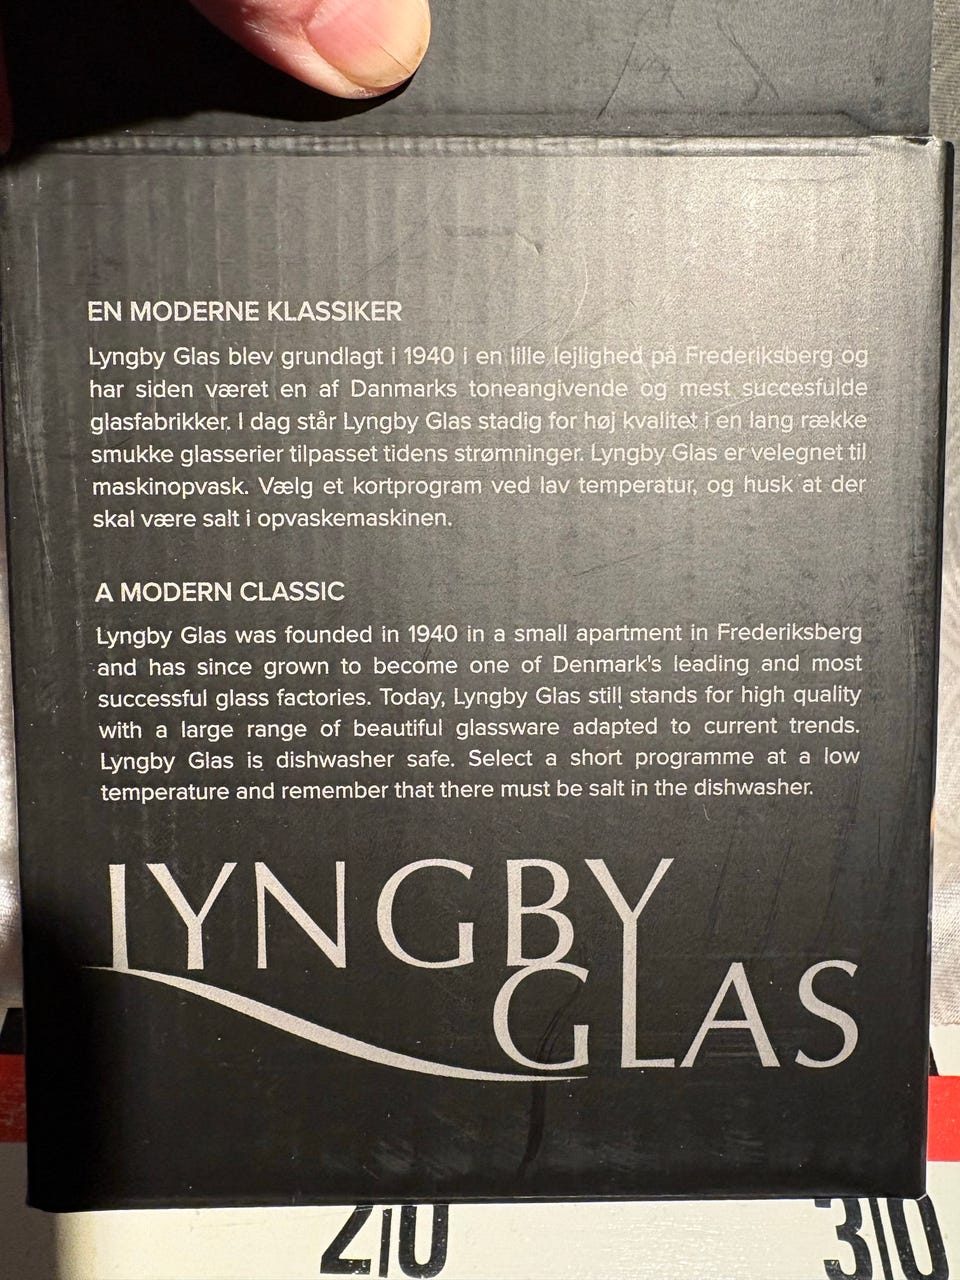 EN MODERNE KLASSIKER
Lyngby Glas blev grundlagt i 1940 i en lille lejlighed på Frederiksberg og
har siden været en af Danmarks toneangivende og mest succesfulde
glasfabrikker. I dag står Lyngby Glas stadig for høj kvalitet i en lang række
smukke glasserier tilpasset tidens strømninger. Lyngby Glas er velegnet til
maskinopvask. Vælg et kortprogram ved lav temperatur, og husk at der
skal være salt i opvaskemaskinen.
A MODERN CLASSIC
Lyngby Glas was founded in 1940 in a small apartment in Frederiksberg
and has since grown to become one of Denmark's leading and most
successful glass factories. Today, Lyngby Glas still stands for high quality
with a large range of beautiful glassware adapted to current trends.
Lyngby Glas is dishwasher safe. Select a short programme at a low
temperature and remember that there must be salt in the dishwasher.
LYNGBY
GLAS
20 30